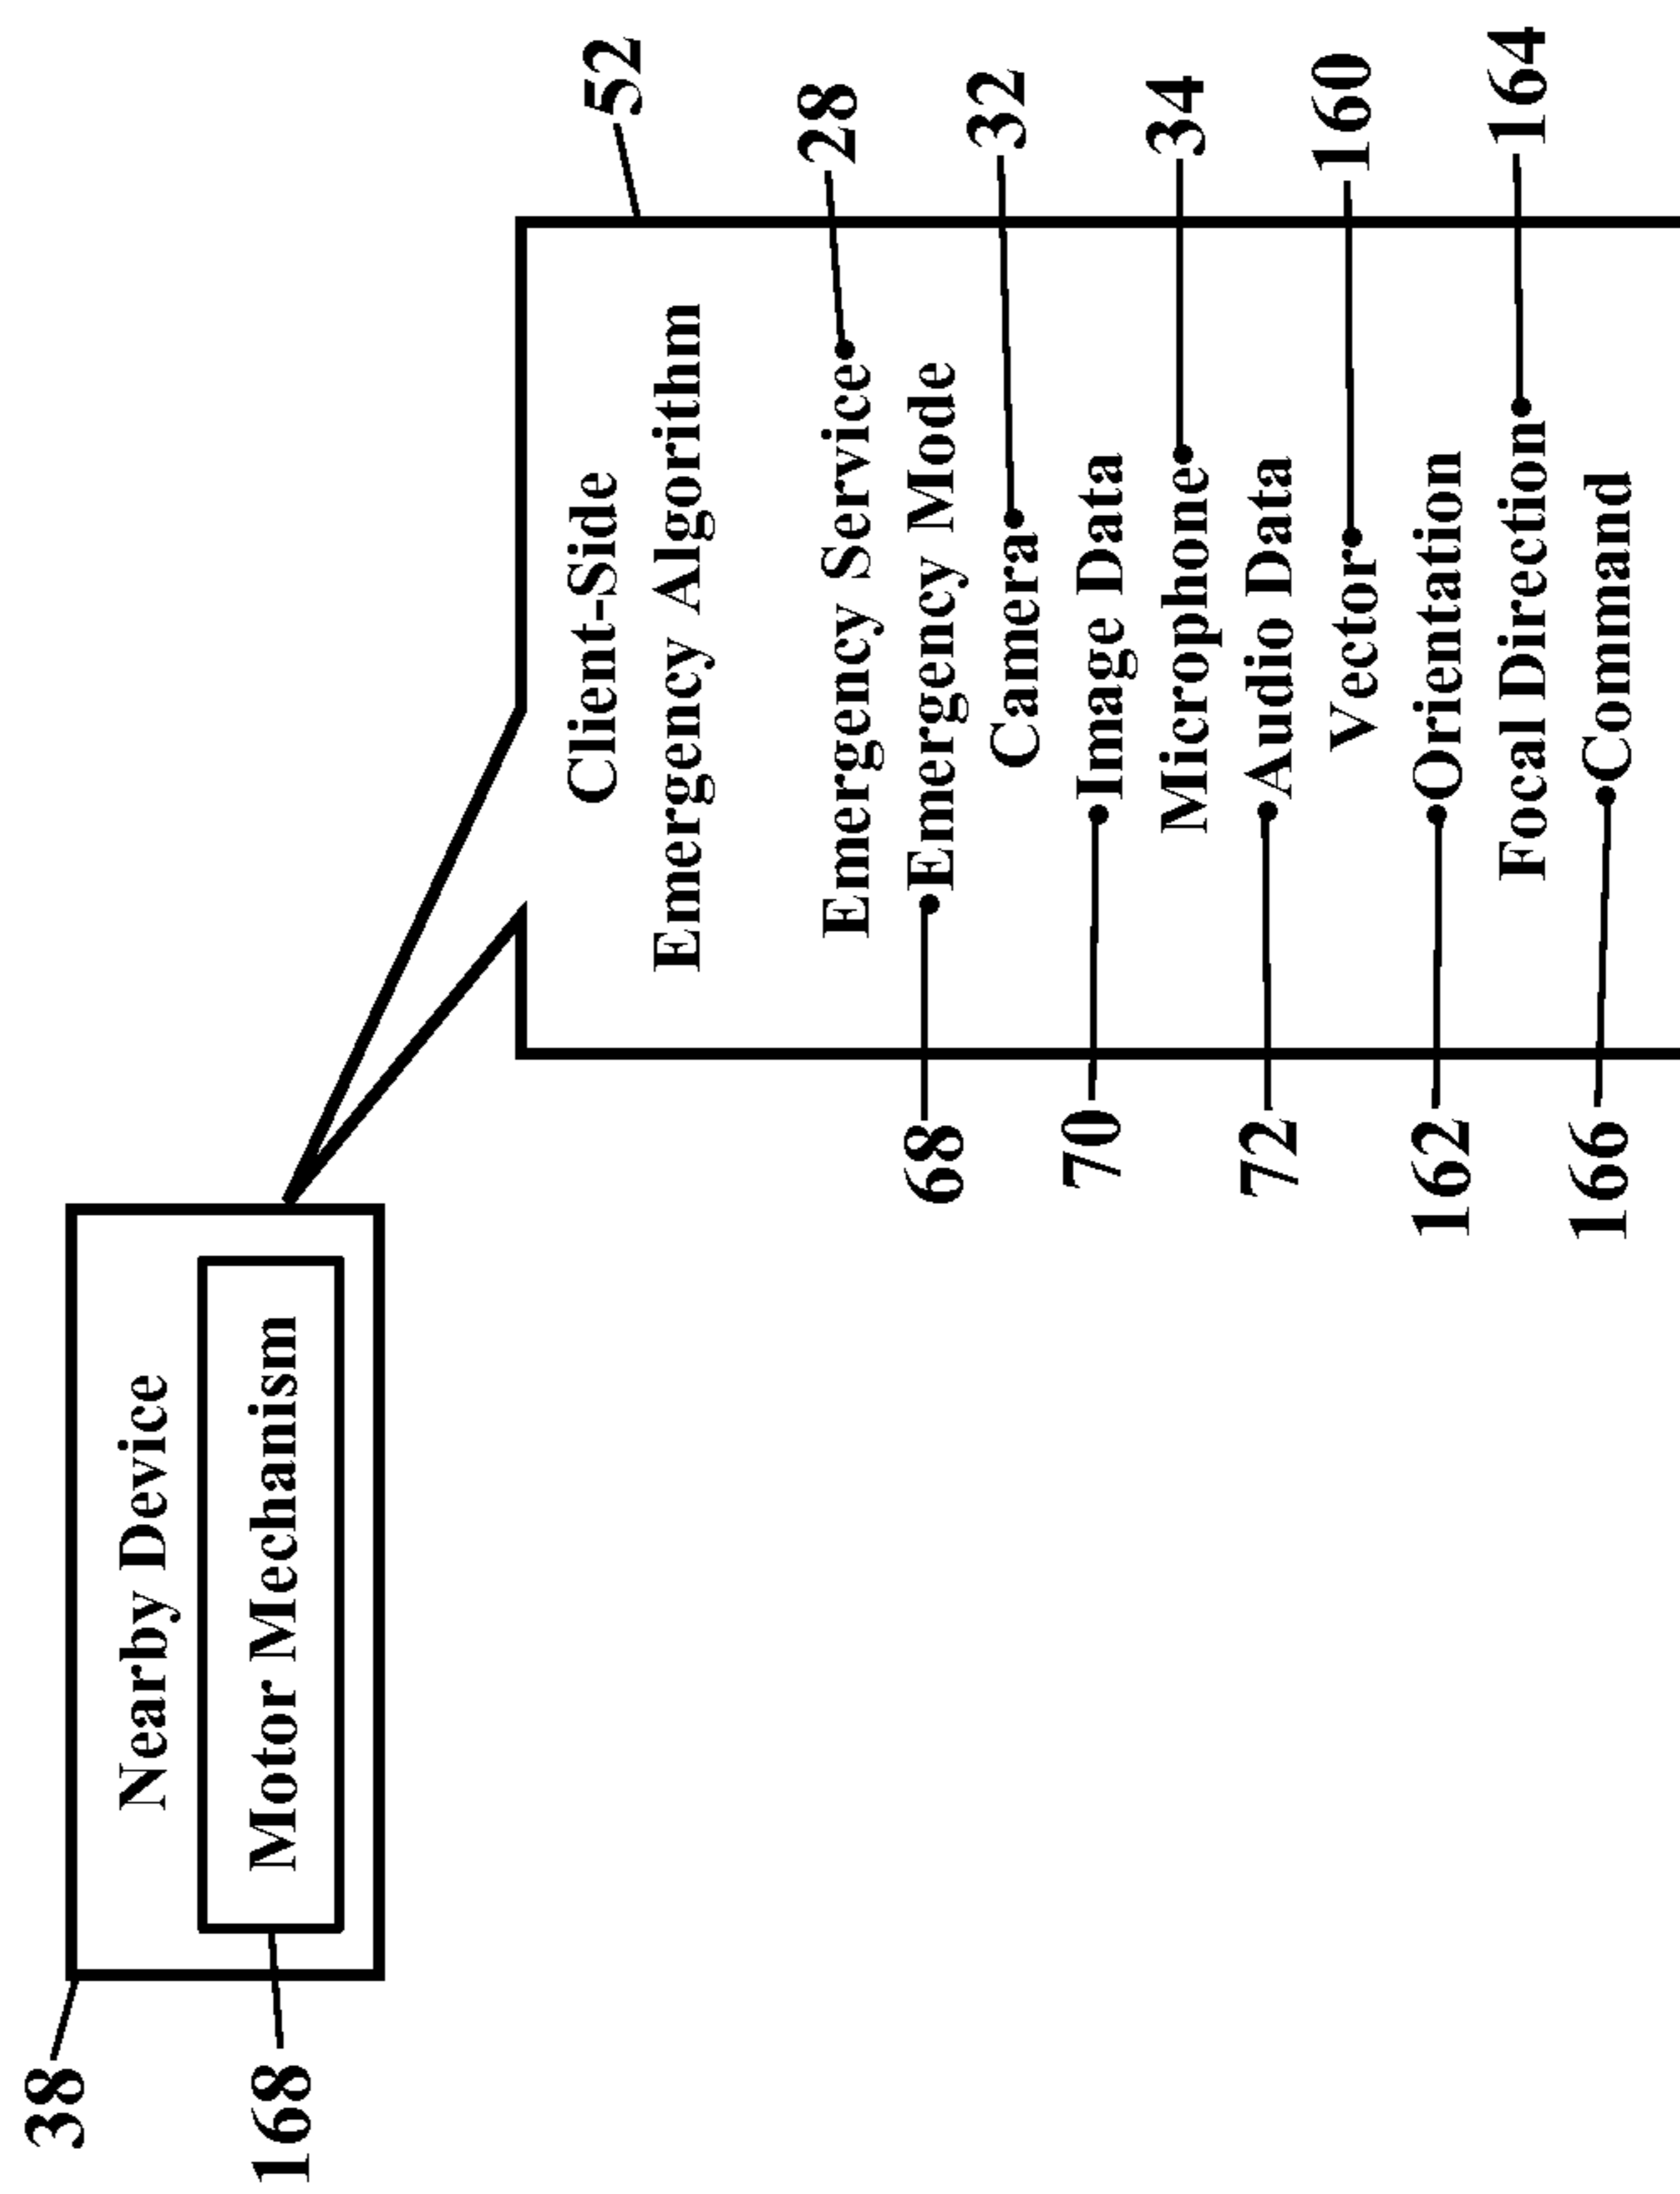 38
Nearby Device
168
Motor Mechanism
52
Client-Side
Emergency Algorithm
28
Emergency Service
68
Emergency Mode
32
Camera
70
Image Data
34
Microphone
72
Audio Data
160
Vector
162
Orientation
164
Focal Direction
166
Command